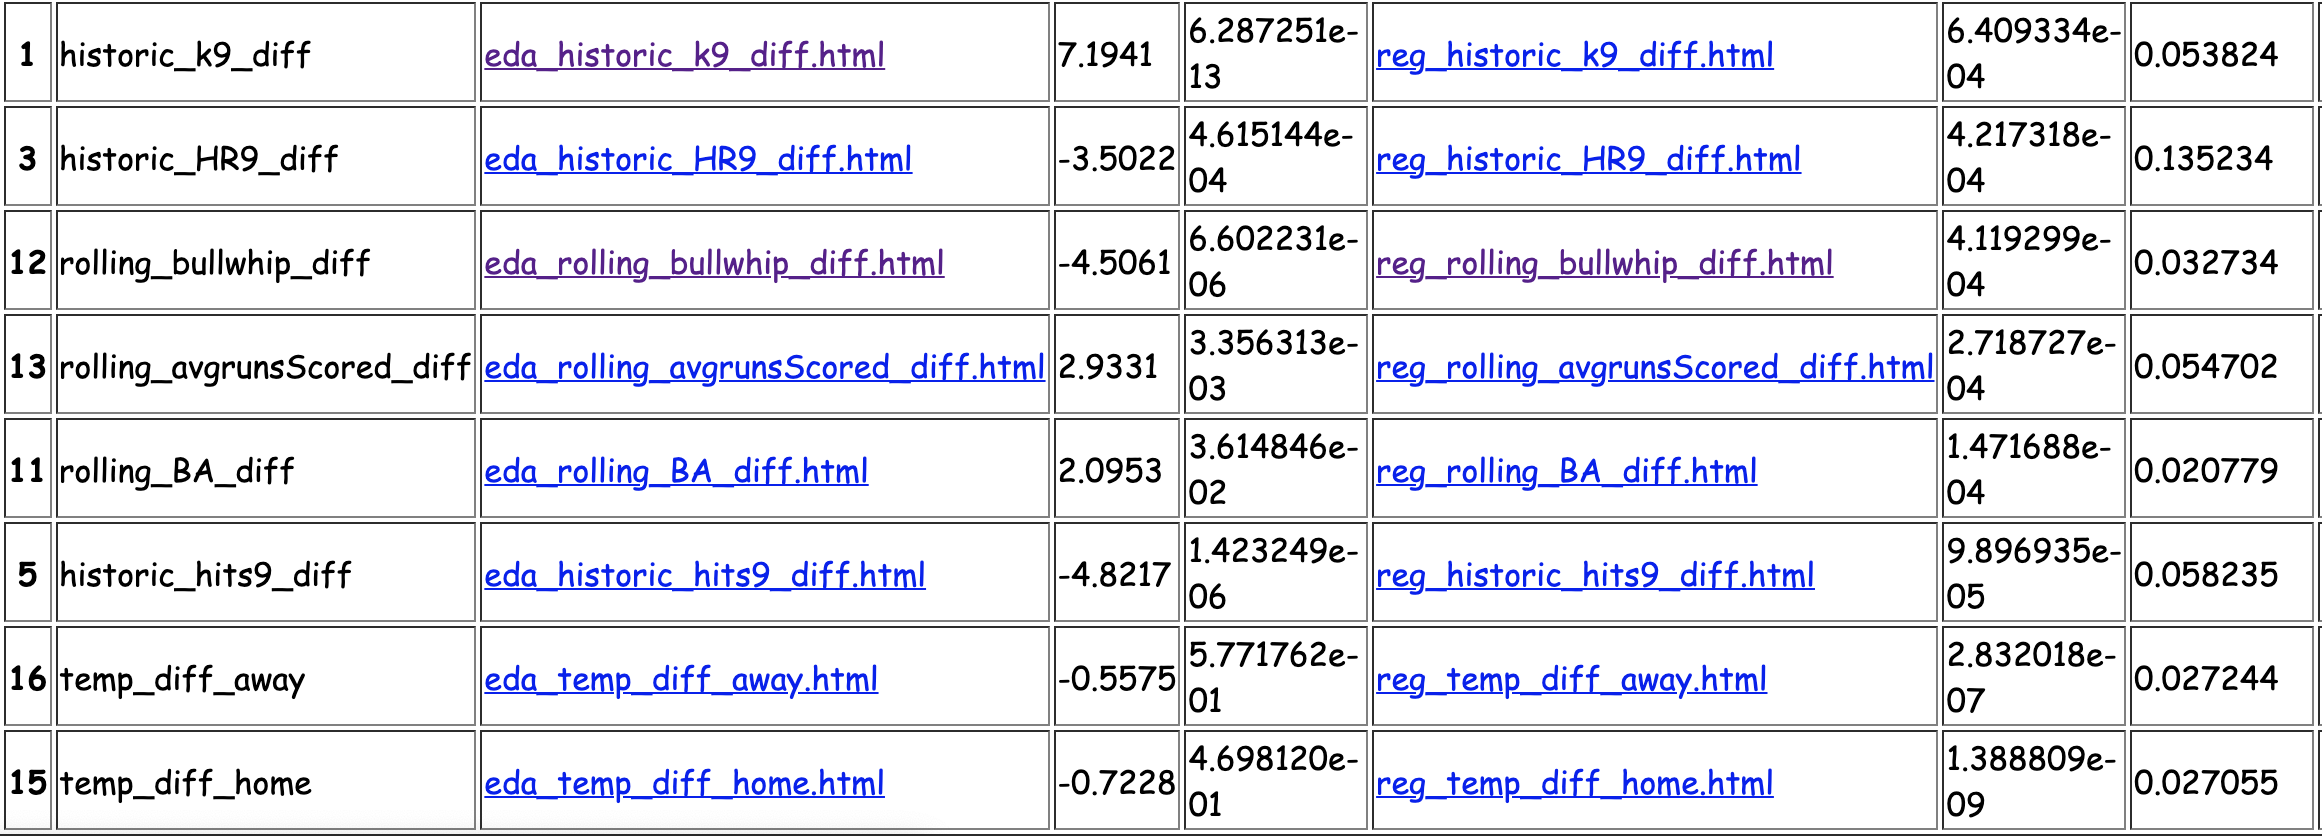 1 historic_k9_diff eda_historic_k9_diff.html 7.1941 6.287251e-13 reg_historic_k9_diff.html 6.409334e-04 0.053824
3 historic_HR9_diff eda_historic_HR9_diff.html -3.5022 4.615144e-04 reg_historic_HR9_diff.html 4.217318e-04 0.135234
12 rolling_bullwhip_diff eda_rolling_bullwhip_diff.html -4.5061 6.602231e-06 reg_rolling_bullwhip_diff.html 4.119299e-04 0.032734
13 rolling_avgrunsScored_diff eda_rolling_avgrunsScored_diff.html 2.9331 3.356313e-03 reg_rolling_avgrunsScored_diff.html 2.718727e-04 0.054702
11 rolling_BA_diff eda_rolling_BA_diff.html 2.0953 3.614846e-02 reg_rolling_BA_diff.html 1.471688e-04 0.020779
5 historic_hits9_diff eda_historic_hits9_diff.html -4.8217 1.423249e-06 reg_historic_hits9_diff.html 9.896935e-05 0.058235
16 temp_diff_away eda_temp_diff_away.html -0.5575 5.771762e-01 reg_temp_diff_away.html 2.832018e-07 0.027244
15 temp_diff_home eda_temp_diff_home.html -0.7228 4.698120e-01 reg_temp_diff_home.html 1.388809e-09 0.027055